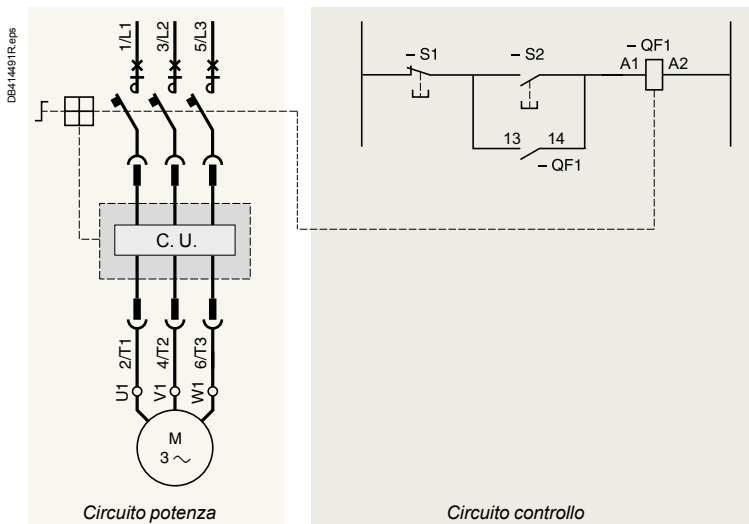 DB414491R.eps
1/L1 3/L2 5/L3
– S1 – S2 – QF1
A1 A2
13 14
– QF1
C. U.
2/T1 4/T2 6/T3
U1 V1 W1
M
3 ~
Circuito potenza
Circuito controllo